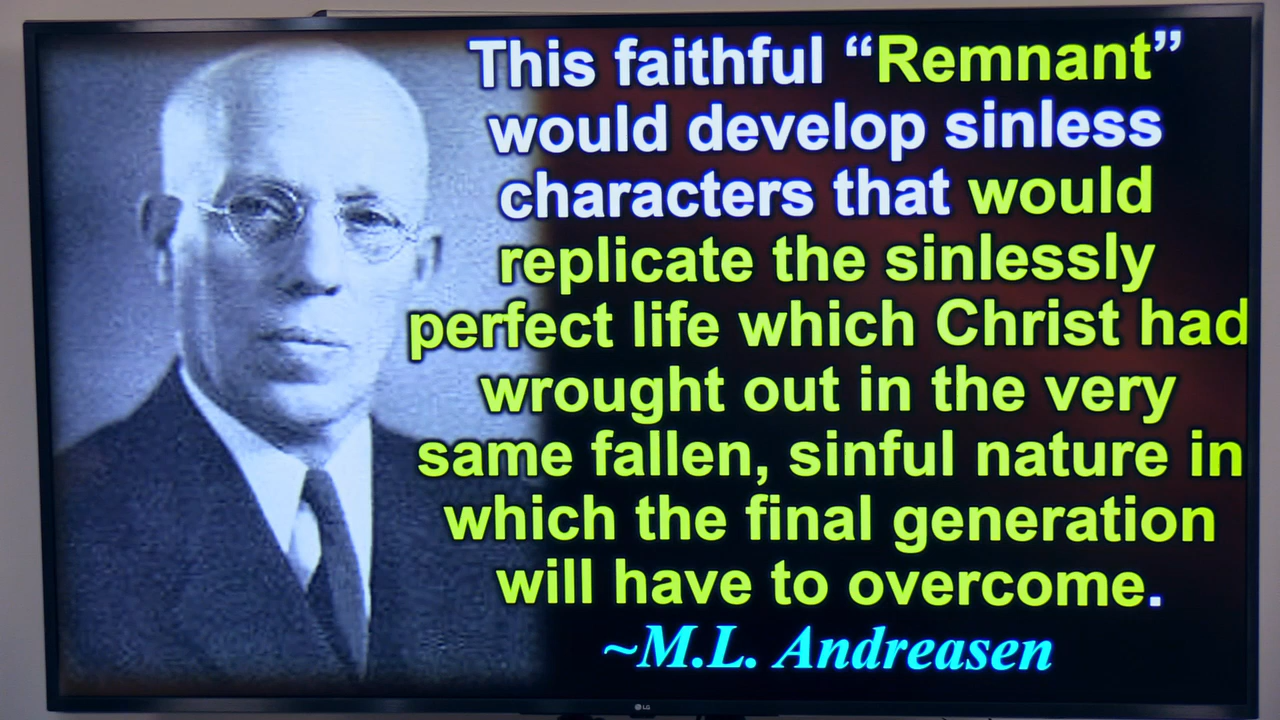 This faithful “Remnant”
would develop sinless
characters that would
replicate the sinlessly
perfect life which Christ had
wrought out in the very
same fallen, sinful nature in
which the final generation
will have to overcome.
~M.L. Andreasen
LG